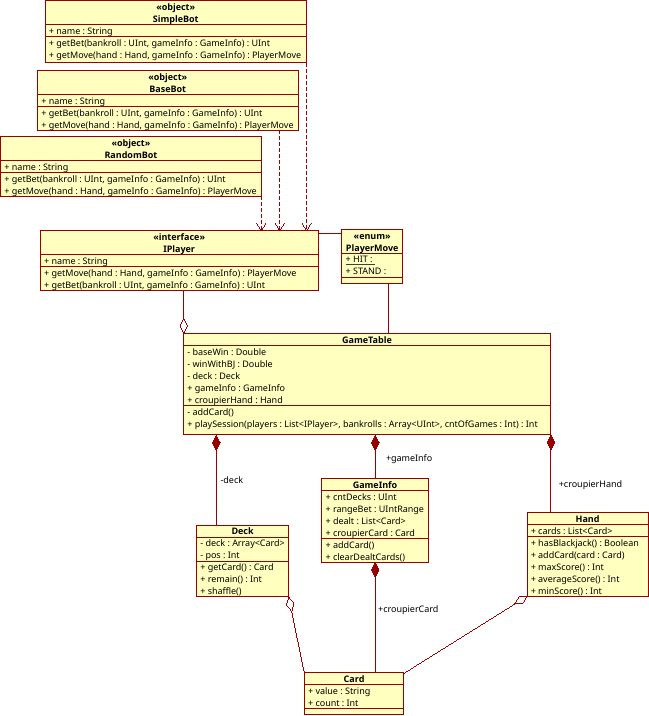 «object»
SimpleBot
+ name : String
+ getBet(bankroll : UInt, gameInfo : GameInfo) : UInt
+ getMove(hand : Hand, gameInfo : GameInfo) : PlayerMove
«object»
BaseBot
+ name : String
+ getBet(bankroll : UInt, gameInfo : GameInfo) : UInt
+ getMove(hand : Hand, gameInfo : GameInfo) : PlayerMove
«object»
RandomBot
+ name : String
+ getBet(bankroll : UInt, gameInfo : GameInfo) : UInt
+ getMove(hand : Hand, gameInfo : GameInfo) : PlayerMove
«interface»
IPlayer
+ name : String
+ getMove(hand : Hand, gameInfo : GameInfo) : PlayerMove
+ getBet(bankroll : UInt, gameInfo : GameInfo) : UInt
«enum»
PlayerMove
+ HIT :
+ STAND :
GameTable
- baseWin : Double
- winWithBJ : Double
- deck : Deck
+ gameInfo : GameInfo
+ croupierHand : Hand
- addCard()
+ playSession(players : List<IPlayer>, bankrolls : Array<UInt>, cntOfGames : Int) : Int
-deck
+gameInfo
+croupierHand
Deck
- deck : Array<Card>
- pos : Int
+ getCard() : Card
+ remain() : Int
+ shaffle()
GameInfo
+ cntDecks : UInt
+ rangeBet : UIntRange
+ dealt : List<Card>
+ croupierCard : Card
+ addCard()
+ clearDealtCards()
Hand
+ cards : List<Card>
+ hasBlackjack() : Boolean
+ addCard(card : Card)
+ maxScore() : Int
+ averageScore() : Int
+ minScore() : Int
+croupierCard
Card
+ value : String
+ count : Int